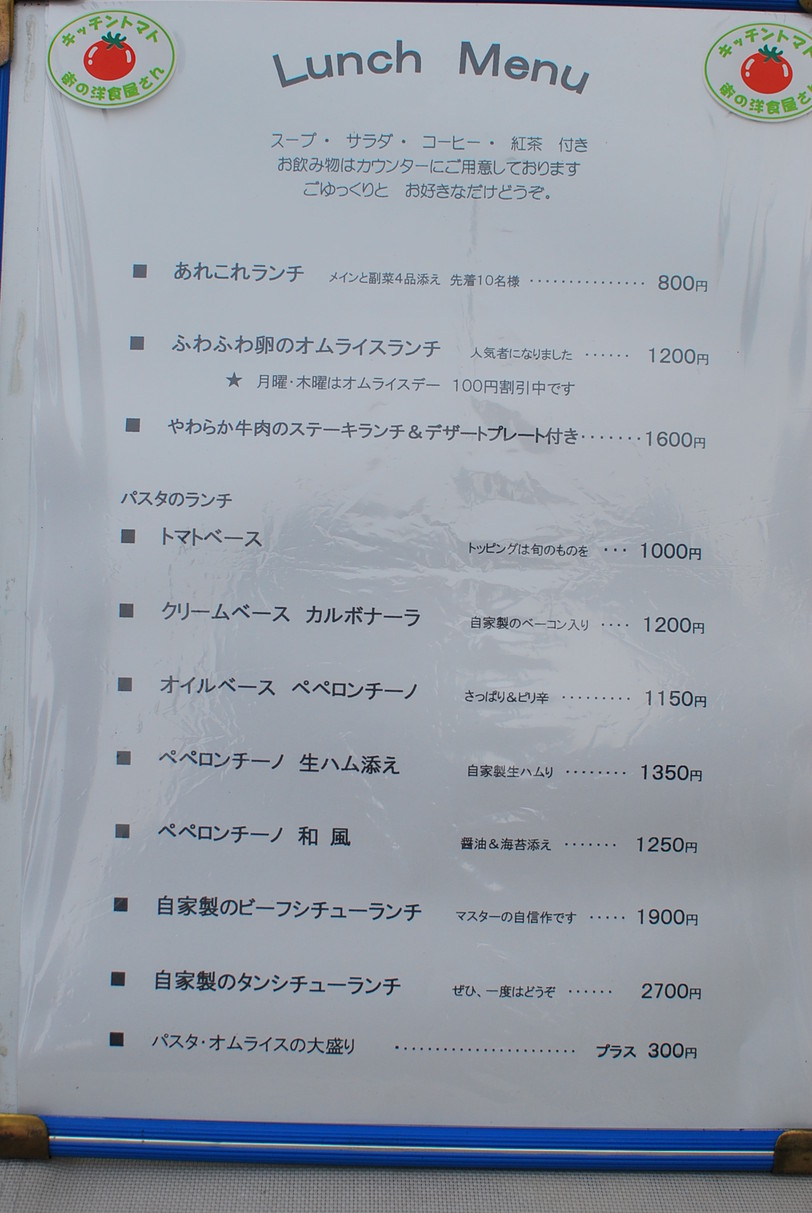 キッチントマト
街の洋食屋さん
キッチントマト
街の洋食屋さん
Lunch Menu
スープ・ サラダ・ コーヒー・ 紅茶 付き
お飲み物はカウンターにご用意しております
ごゆっくりと お好きなだけどうぞ。
■ あれこれランチ メインと副菜4品添え 先着10名様 ··············· 800円
■ ふわふわ卵のオムライスランチ 人気者になりました ······ 1200円
★ 月曜・木曜はオムライスデー 100円割引中です
■ やわらか牛肉のステーキランチ&デザートプレート付き·······1600円
パスタのランチ
■ トマトベース トッピングは旬のものを ··· 1000円
■ クリームベース カルボナーラ 自家製のベーコン入り ···· 1200円
■ オイルベース ペペロンチーノ さっぱり&ピリ辛 ········· 1150円
■ ペペロンチーノ 生ハム添え 自家製生ハムり ········ 1350円
■ ペペロンチーノ 和 風 醤油&海苔添え ······· 1250円
■ 自家製のビーフシチューランチ マスターの自信作です ····· 1900円
■ 自家製のタンシチューランチ ぜひ、一度はどうぞ ······ 2700円
■ パスタ・オムライスの大盛り ······················· プラス 300円